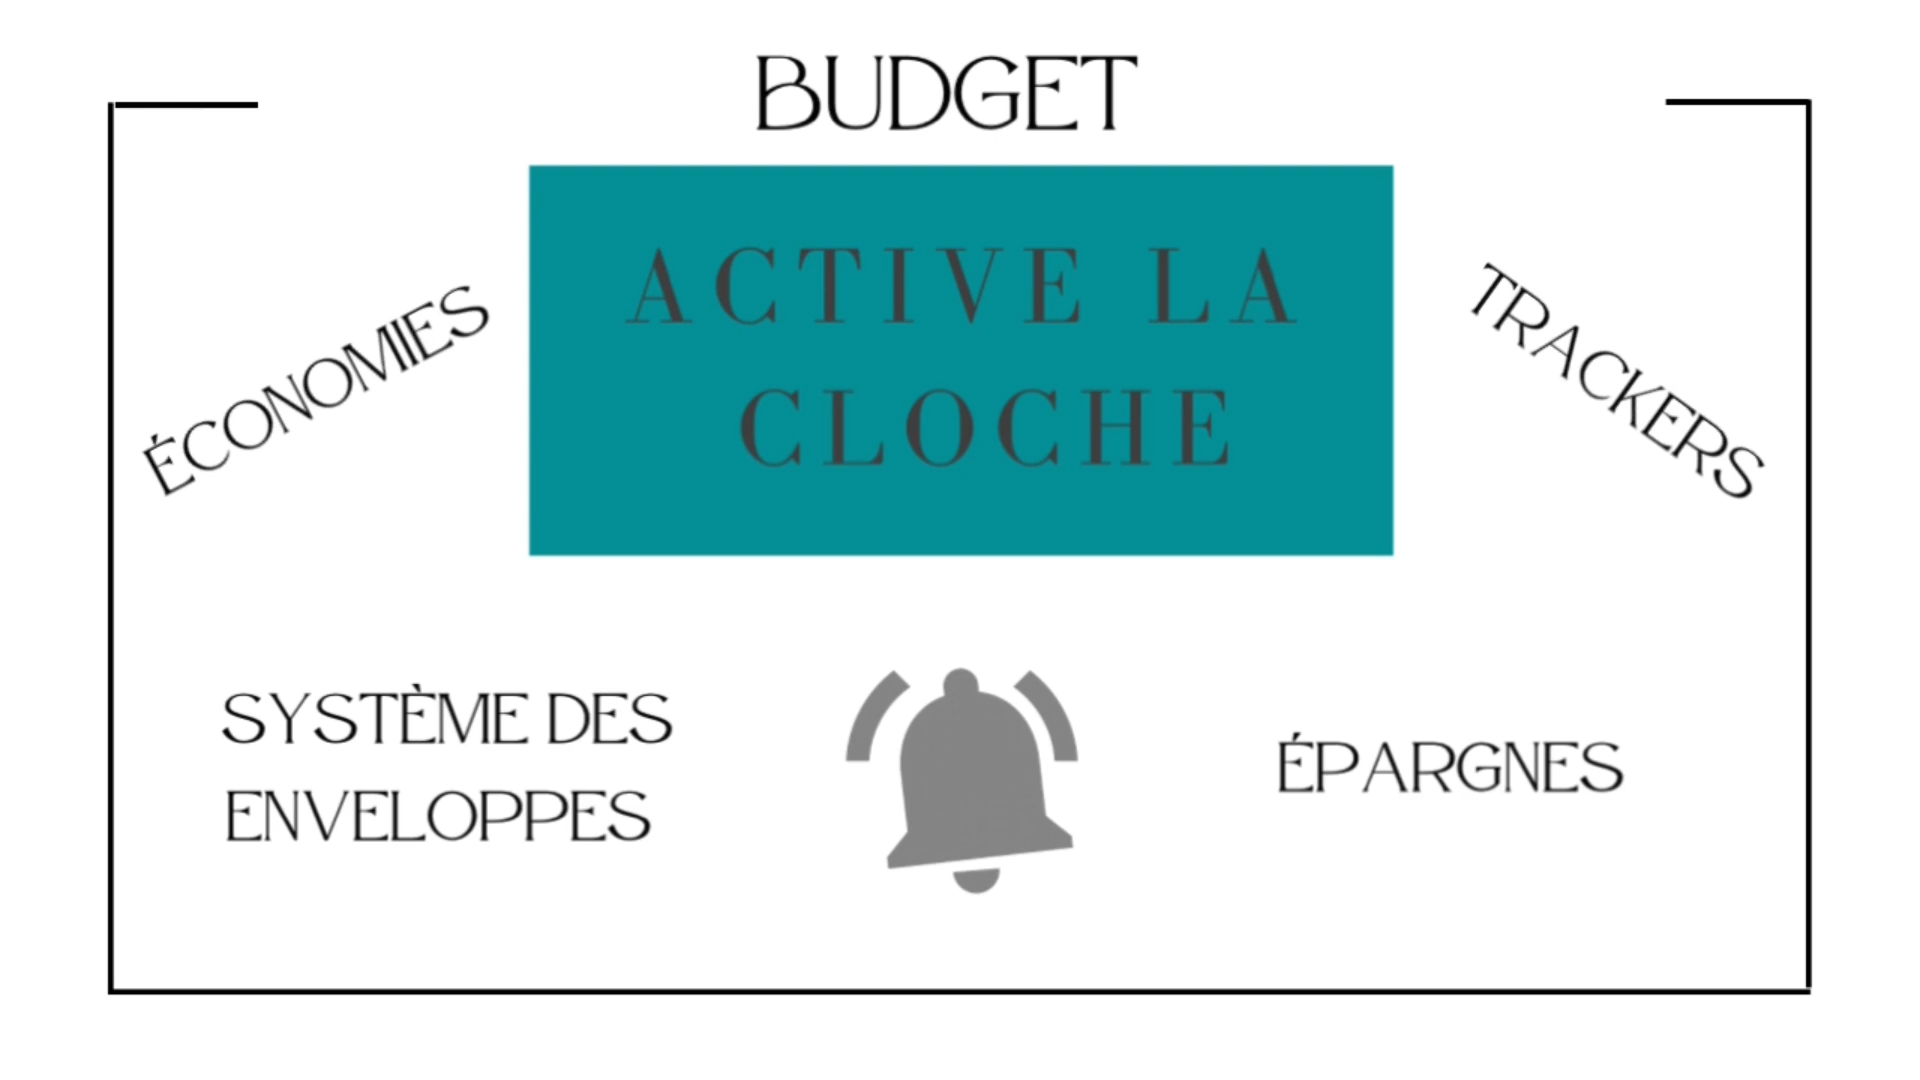 BUDGET
ACTIVE LA
CLOCHE
ÉCONOMIES
TRACKERS
SYSTÈME DES
ENVELOPPES
ÉPARGNES